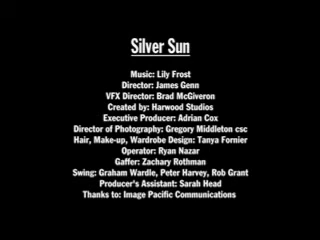 Silver Sun
Music: Lily Frost
Director: James Genn
VFX Director: Brad McGiveron
Created by: Harwood Studios
Executive Producer: Adrian Cox
Director of Photography: Gregory Middleton csc
Hair, Make-up, Wardrobe Design: Tanya Fornier
Operator: Ryan Nazar
Gaffer: Zachary Rothman
Swing: Graham Wardle, Peter Harvey, Rob Grant
Producer's Assistant: Sarah Head
Thanks to: Image Pacific Communications